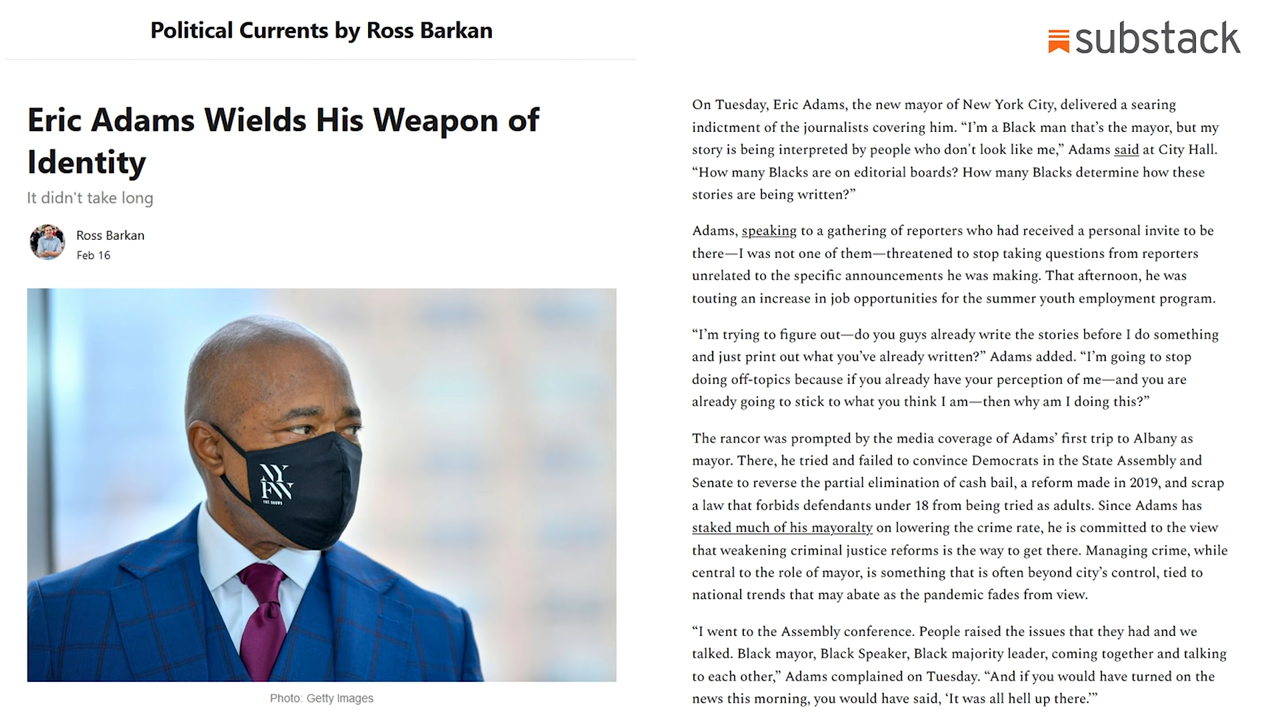 Political Currents by Ross Barkan
substack
Eric Adams Wields His Weapon of
Identity
It didn't take long
Ross Barkan
Feb 16
NY
FW
THE SHOWS
Photo: Getty Images
On Tuesday, Eric Adams, the new mayor of New York City, delivered a searing
indictment of the journalists covering him. “I’m a Black man that’s the mayor, but my
story is being interpreted by people who don't look like me,” Adams said at City Hall.
“How many Blacks are on editorial boards? How many Blacks determine how these
stories are being written?”
Adams, speaking to a gathering of reporters who had received a personal invite to be
there—I was not one of them—threatened to stop taking questions from reporters
unrelated to the specific announcements he was making. That afternoon, he was
touting an increase in job opportunities for the summer youth employment program.
“I’m trying to figure out—do you guys already write the stories before I do something
and just print out what you’ve already written?” Adams added. “I’m going to stop
doing off-topics because if you already have your perception of me—and you are
already going to stick to what you think I am—then why am I doing this?”
The rancor was prompted by the media coverage of Adams’ first trip to Albany as
mayor. There, he tried and failed to convince Democrats in the State Assembly and
Senate to reverse the partial elimination of cash bail, a reform made in 2019, and scrap
a law that forbids defendants under 18 from being tried as adults. Since Adams has
staked much of his mayoralty on lowering the crime rate, he is committed to the view
that weakening criminal justice reforms is the way to get there. Managing crime, while
central to the role of mayor, is something that is often beyond city’s control, tied to
national trends that may abate as the pandemic fades from view.
“I went to the Assembly conference. People raised the issues that they had and we
talked. Black mayor, Black Speaker, Black majority leader, coming together and talking
to each other,” Adams complained on Tuesday. “And if you would have turned on the
news this morning, you would have said, ‘It was all hell up there.’”